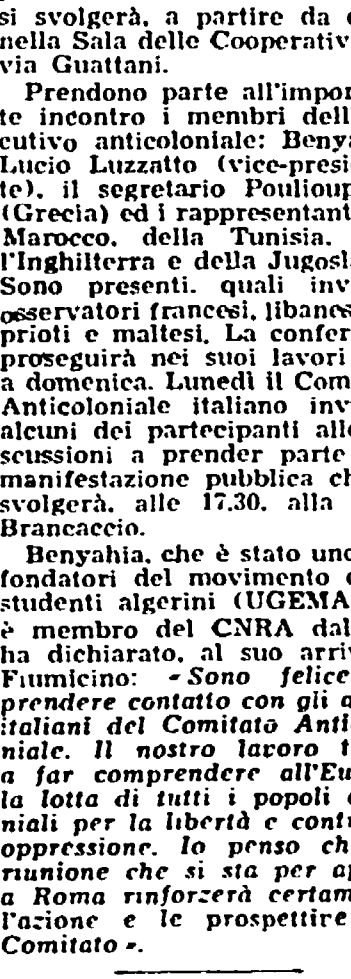 si svolgerà, a partire da
nella Sala delle Cooperativ
via Guattani.
Prendono parte all'impor
te incontro i membri dell'
cutivo anticoloniale: Benya
Lucio Luzzatto (vice-presi
te), il segretario Pouliou
(Grecia) ed i rappresentant
Marocco, della Tunisia,
l'Inghilterra e della Jugosl
Sono presenti, quali inv
osservatori francesi, libanes
prioti e maltesi. La confer
proseguirà nei suoi lavori
a domenica. Lunedì il Com
Anticoloniale italiano inv
alcuni dei partecipanti all
scussioni a prender parte
manifestazione pubblica ch
svolgerà, alle 17.30, alla
Brancaccio.
Benyahia, che è stato uno
fondatori del movimento
studenti algerini (UGEMA
è membro del CNRA dal
ha dichiarato, al suo arriv
Fiumicino: «Sono felice
prendere contatto con gli a
italiani del Comitato Anti
niale. Il nostro lavoro t
a far comprendere all'Eu
la lotta di tutti i popoli
niali per la libertà e cont
oppressione. Io penso ch
riunione che si sta per ap
a Roma rinforzerà certam
l'azione e le prospettive
Comitato».